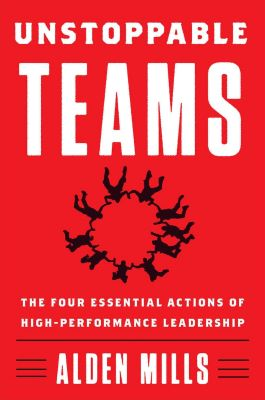 UNSTOPPABLE
TEAMS
THE FOUR ESSENTIAL ACTIONS OF
HIGH-PERFORMANCE LEADERSHIP
ALDEN MILLS